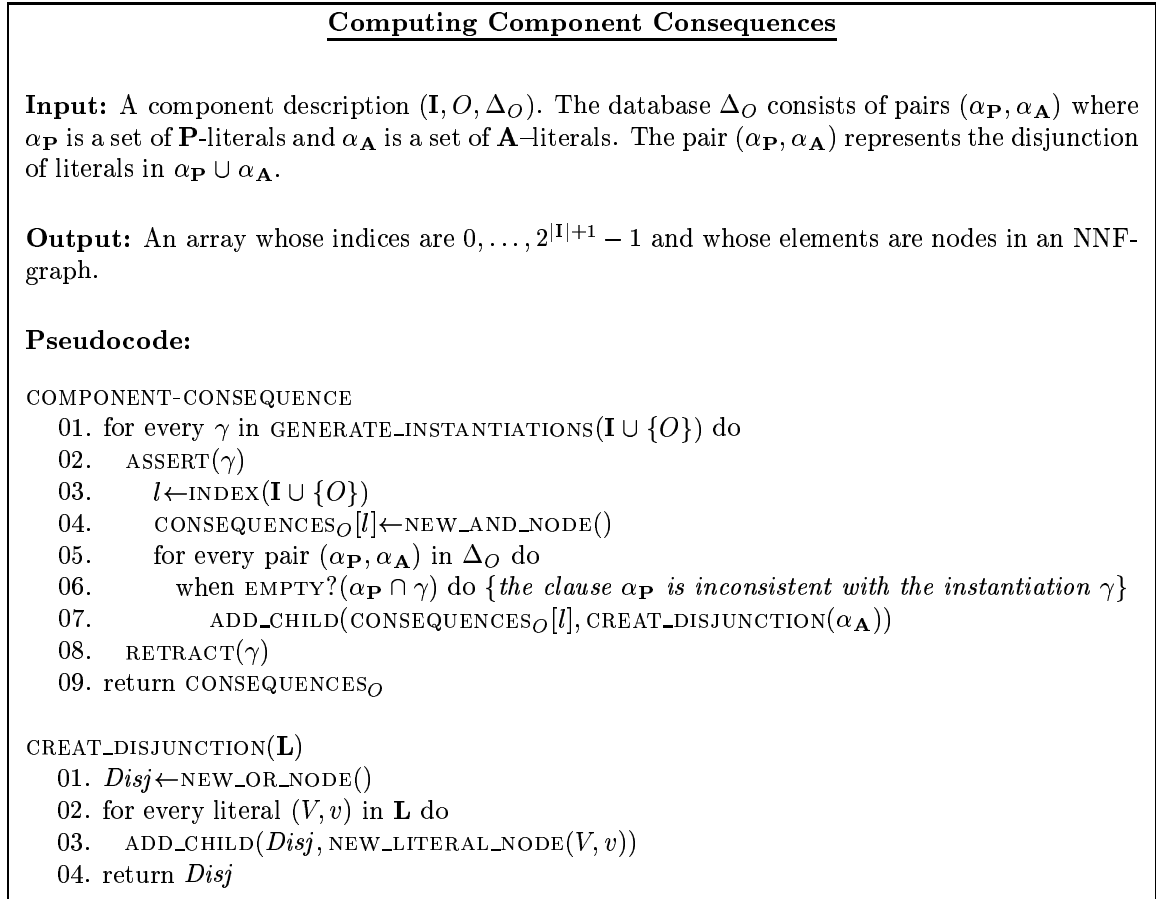 Computing Component Consequences
Input: A component description (I, O, Δ_O). The database Δ_O consists of pairs (α_P, α_A) where
α_P is a set of P-literals and α_A is a set of A–literals. The pair (α_P, α_A) represents the disjunction
of literals in α_P ∪ α_A.
Output: An array whose indices are 0, . . . , 2^{|I|+1} − 1 and whose elements are nodes in an NNF-
graph.
Pseudocode:
COMPONENT-CONSEQUENCE
01. for every γ in GENERATE_INSTANTIATIONS(I ∪ {O}) do
02. ASSERT(γ)
03. l←INDEX(I ∪ {O})
04. CONSEQUENCES_O[l]←NEW_AND_NODE()
05. for every pair (α_P, α_A) in Δ_O do
06. when EMPTY?(α_P ∩ γ) do {the clause α_P is inconsistent with the instantiation γ}
07. ADD_CHILD(CONSEQUENCES_O[l], CREAT_DISJUNCTION(α_A))
08. RETRACT(γ)
09. return CONSEQUENCES_O
CREAT_DISJUNCTION(L)
01. Disj←NEW_OR_NODE()
02. for every literal (V, v) in L do
03. ADD_CHILD(Disj, NEW_LITERAL_NODE(V, v))
04. return Disj